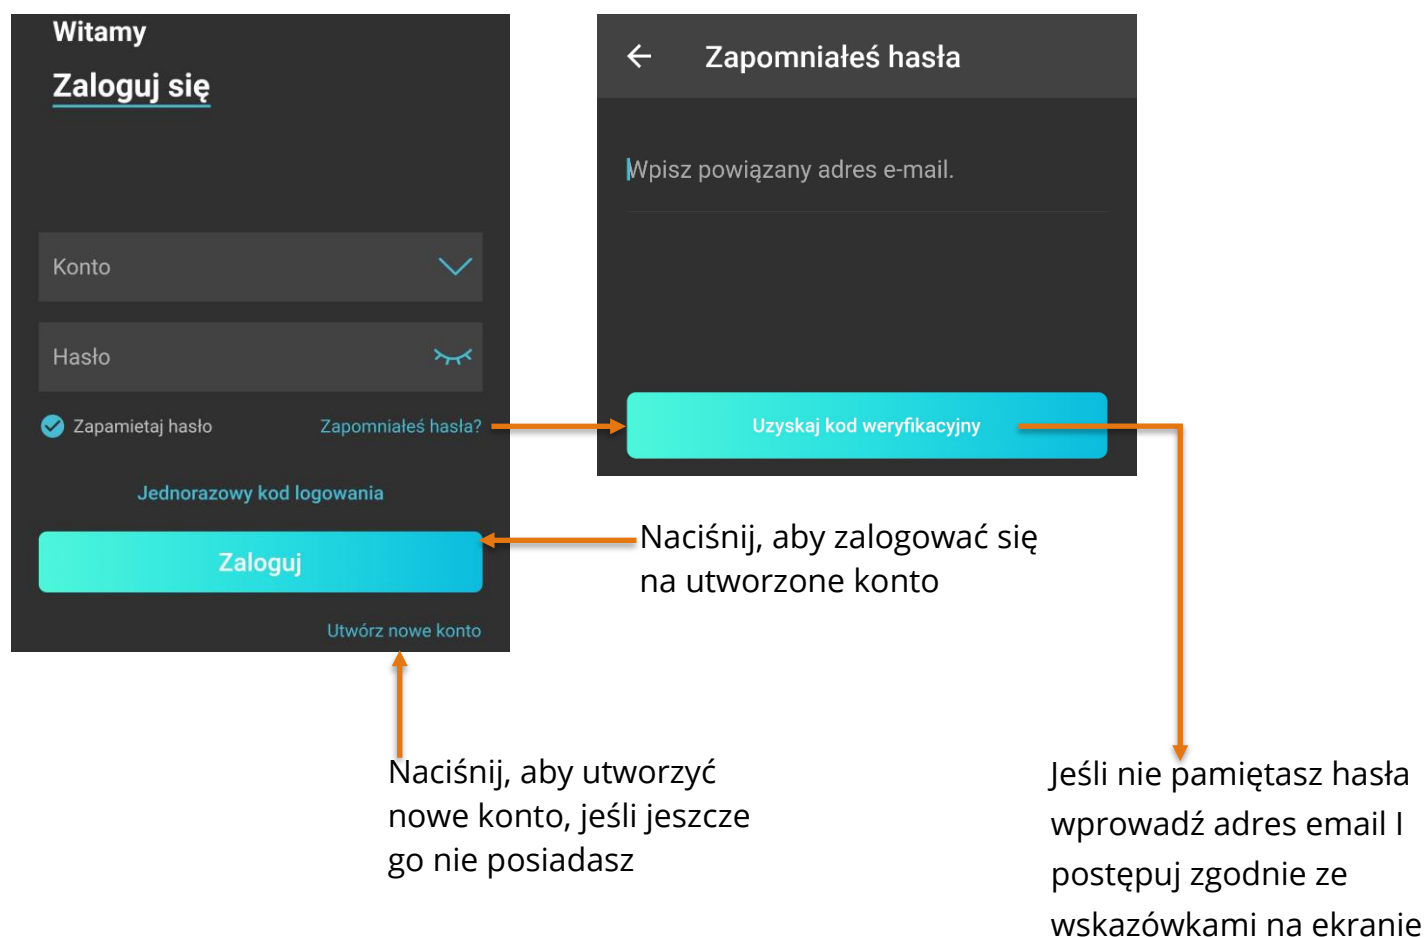 Witamy
Zaloguj się
Konto
Hasło
Zapamietaj hasło
Zapomniałeś hasła?
Jednorazowy kod logowania
Zaloguj
Utwórz nowe konto
Zapomniałeś hasła
Wpisz powiązany adres e-mail.
Uzyskaj kod weryfikacyjny
Naciśnij, aby zalogować się
na utworzone konto
Naciśnij, aby utworzyć
nowe konto, jeśli jeszcze
go nie posiadasz
Jeśli nie pamiętasz hasła
wprowadź adres email I
postępuj zgodnie ze
wskazówkami na ekranie